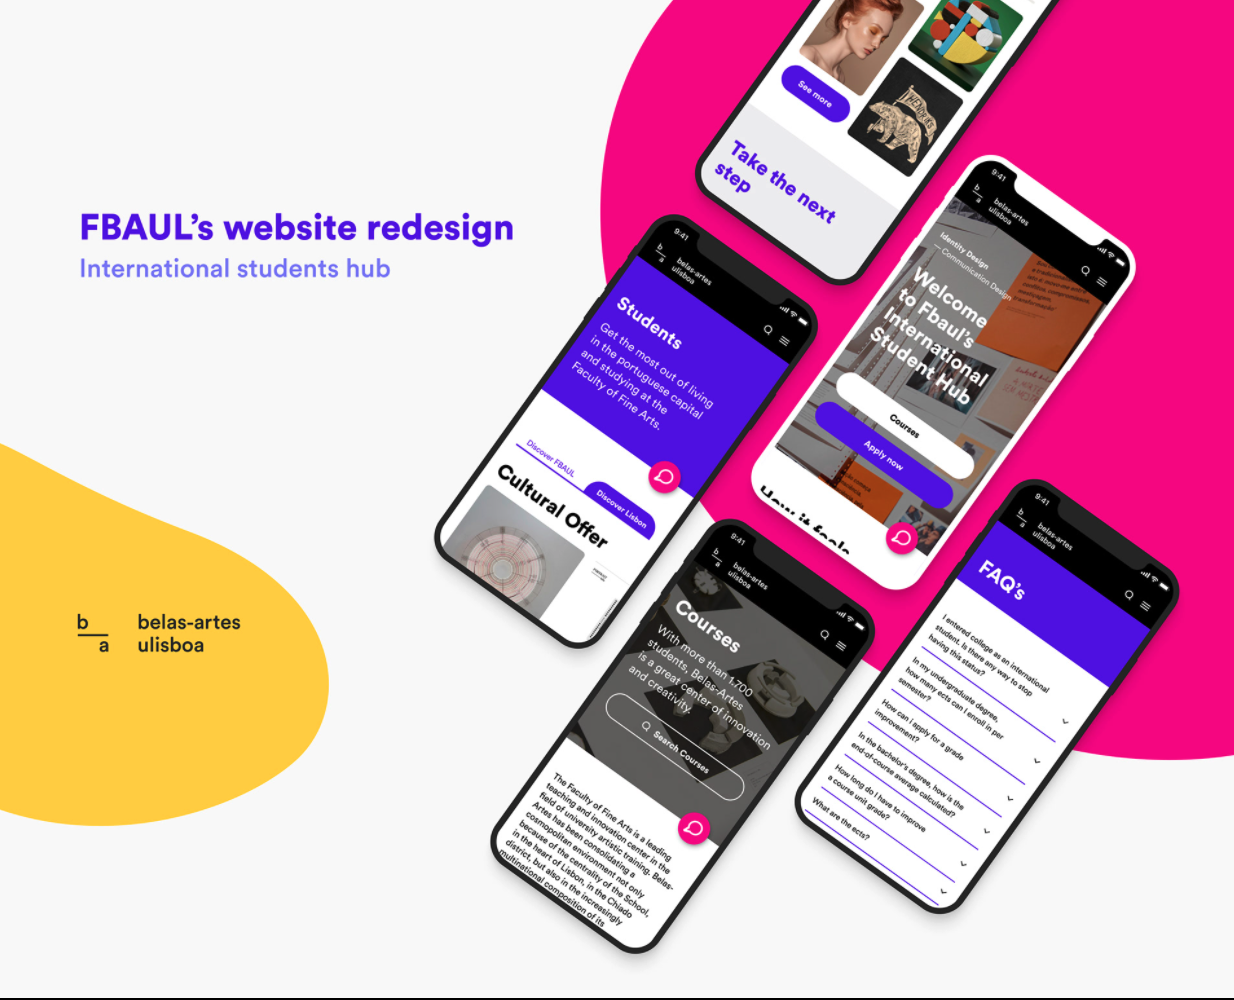 FBAUL's website redesign
International students hub
b
a
belas-artes
ulisboa
See more
HENDRIKS
Take the next
step
9:41
b
a
belas-artes
ulisboa
Students
Get the most out of living
in the portuguese capital
and studying at the
Faculty of Fine Arts.
Discover FBAUL
Discover Lisbon
Cultural Offer
9:41
b
a
belas-artes
ulisboa
Identity Design
— Communication Design
Welcome
to Fbaul's
International
Student Hub
Courses
Apply now
How it feels
9:41
b
a
belas-artes
ulisboa
Courses
With more than 1.700
students, Belas-Artes
is a great center of innovation
and creativity.
Search Courses
The Faculty of Fine Arts is a leading
teaching and innovation center in the
field of university artistic training. Belas-
Artes has been consolidating a
cosmopolitan environment not only
because of the centrality of the School,
in the heart of Lisbon, in the Chiado
district, but also in the increasingly
multinational composition of its
9:41
b
a
belas-artes
ulisboa
FAQ's
I entered college as an international
student. Is there any way to stop
having this status?
In my undergraduate degree,
how many ects can I enroll in per
semester?
How can i apply for a grade
improvement?
In the bachelor's degree, how is the
end-of-course average calculated?
How long do I have to improve
a course unit grade?
What are the ects?